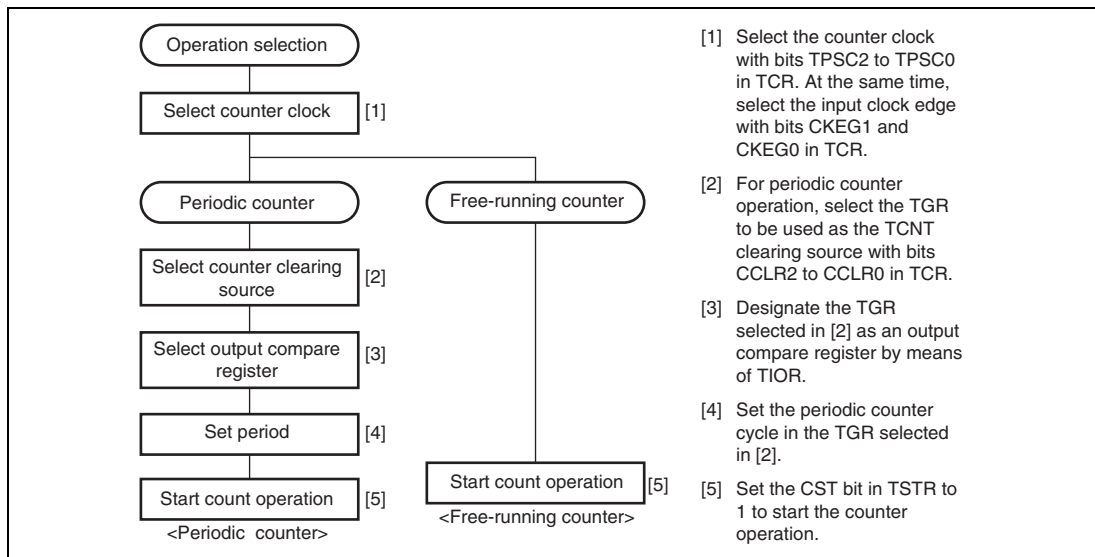 Operation selection
Select counter clock
[1]
Periodic counter
Free-running counter
Select counter clearing
source
[2]
Select output compare
register
[3]
Set period
[4]
Start count operation
[5]
<Periodic counter>
Start count operation
[5]
<Free-running counter>
[1] Select the counter clock
with bits TPSC2 to TPSC0
in TCR. At the same time,
select the input clock edge
with bits CKEG1 and
CKEG0 in TCR.
[2] For periodic counter
operation, select the TGR
to be used as the TCNT
clearing source with bits
CCLR2 to CCLR0 in TCR.
[3] Designate the TGR
selected in [2] as an output
compare register by means
of TIOR.
[4] Set the periodic counter
cycle in the TGR selected
in [2].
[5] Set the CST bit in TSTR to
1 to start the counter
operation.